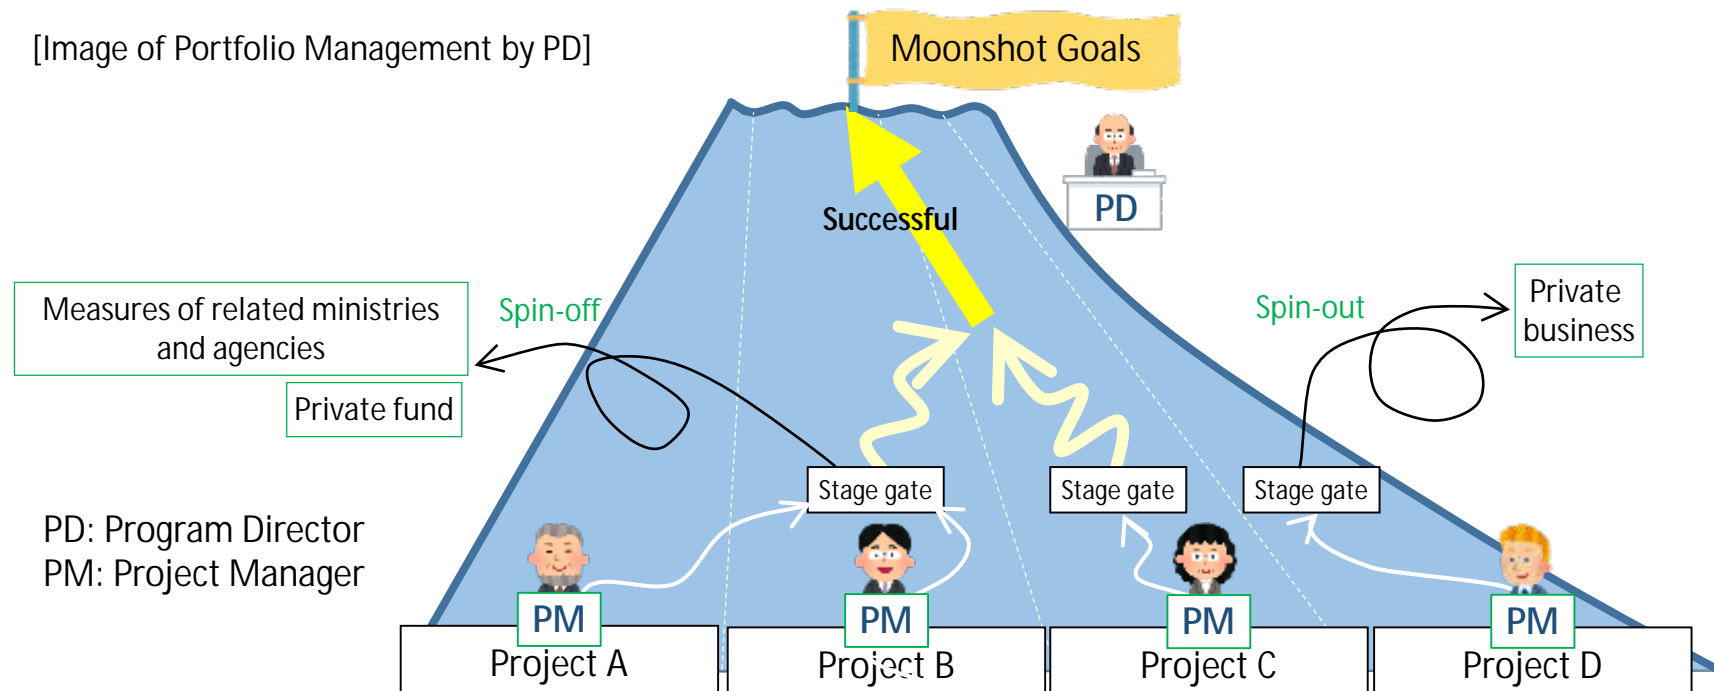 [Image of Portfolio Management by PD]
Moonshot Goals
PD
Successful
Measures of related ministries
and agencies
Spin-off
Spin-out
Private
business
Private fund
Stage gate
Stage gate
Stage gate
PD: Program Director
PM: Project Manager
PM
PM
PM
PM
Project A
Project B
Project C
Project D